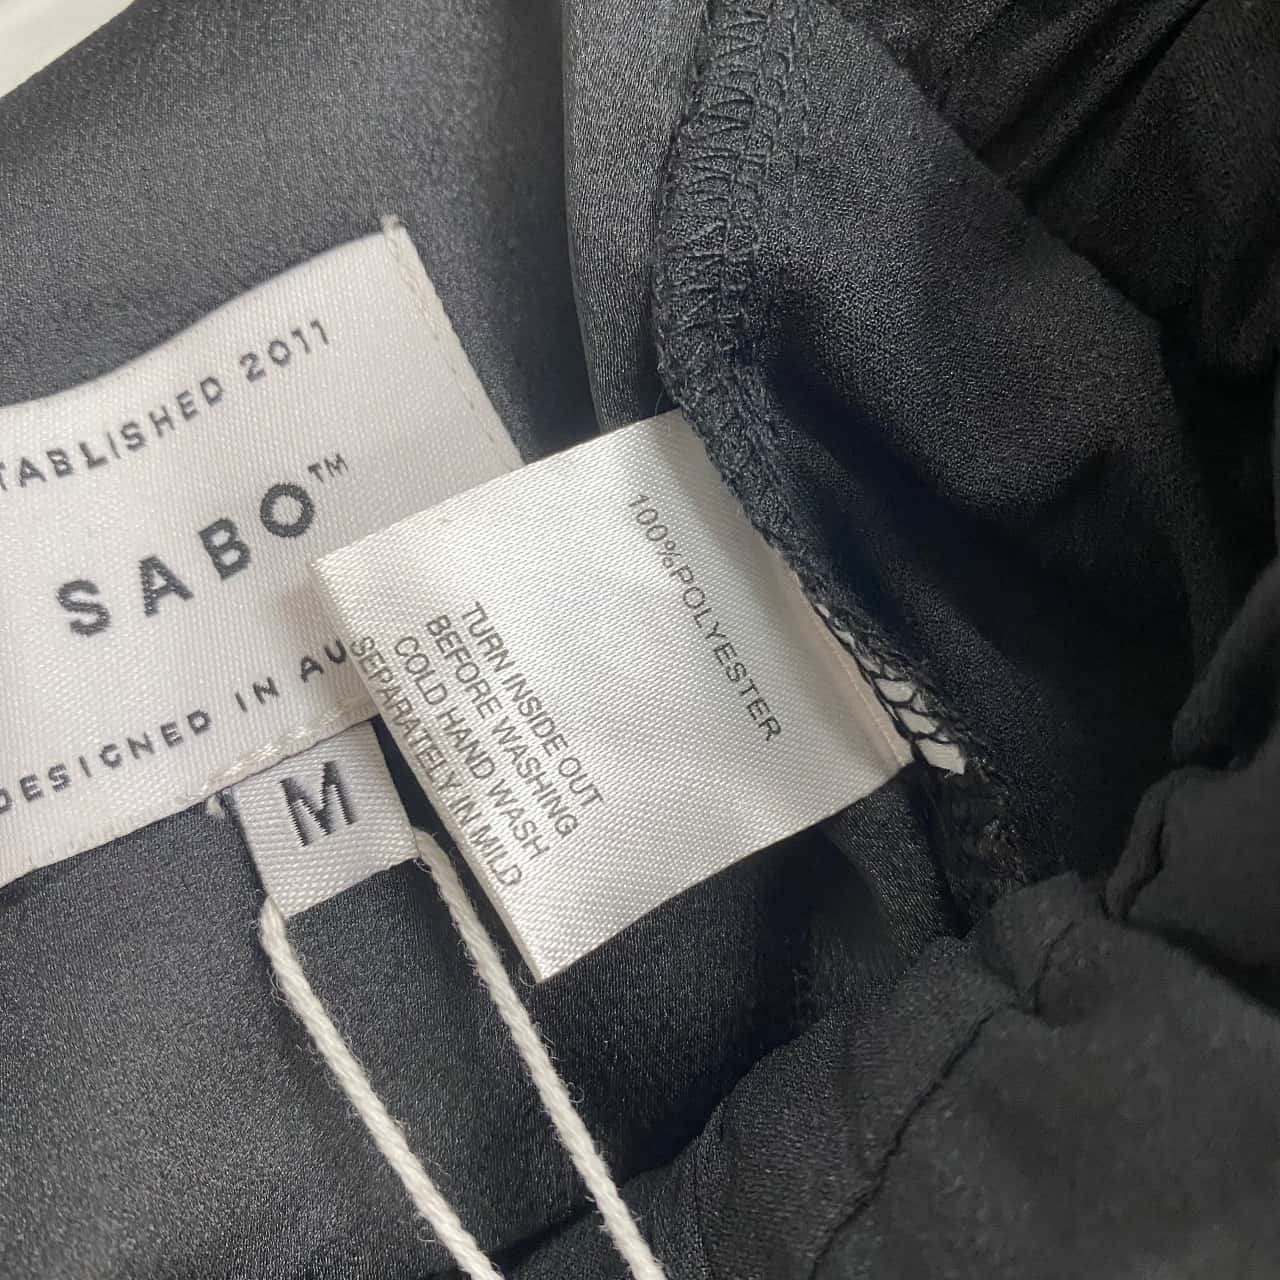 TABLISHED 2011
SABO™
DESIGNED IN AU
M
100%POLYESTER
TURN INSIDE OUT
BEFORE WASHING
COLD HAND WASH
SEPARATELY IN MILD